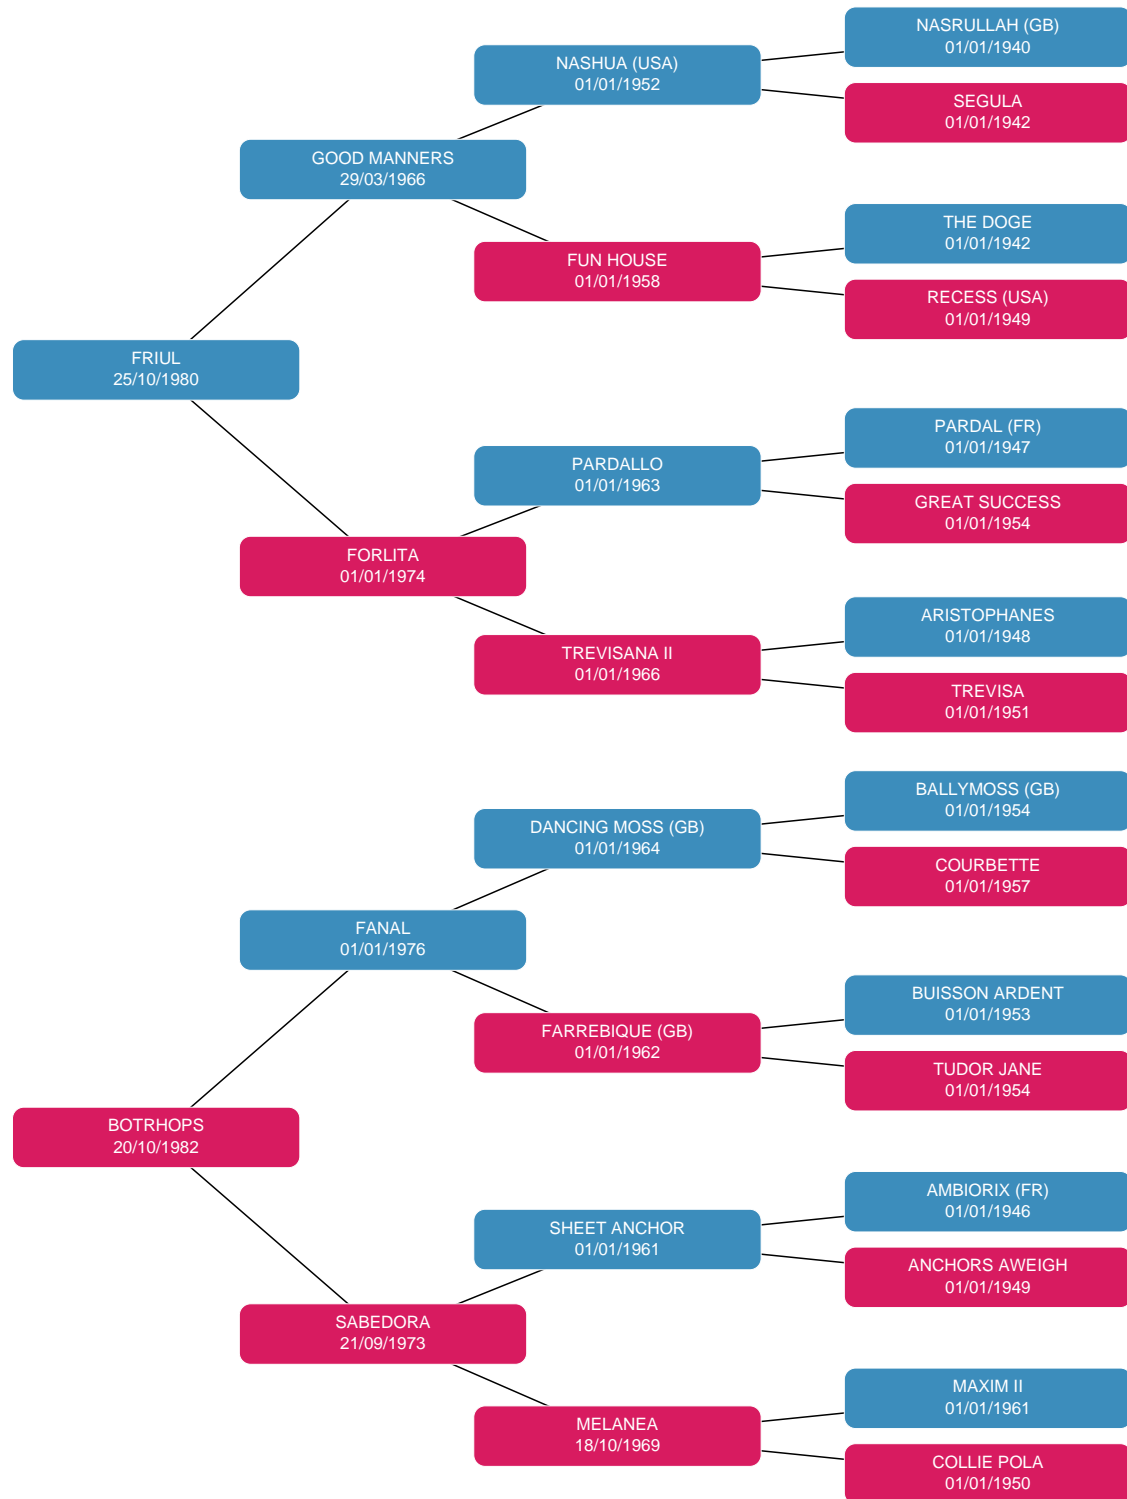 NASRULLAH (GB)
01/01/1940
NASHUA (USA)
01/01/1952
SEGULA
01/01/1942
GOOD MANNERS
29/03/1966
THE DOGE
01/01/1942
FUN HOUSE
01/01/1958
RECESS (USA)
01/01/1949
FRIUL
25/10/1980
PARDAL (FR)
01/01/1947
PARDALLO
01/01/1963
GREAT SUCCESS
01/01/1954
FORLITA
01/01/1974
ARISTOPHANES
01/01/1948
TREVISANA II
01/01/1966
TREVISA
01/01/1951
BALLYMOSS (GB)
01/01/1954
DANCING MOSS (GB)
01/01/1964
COURBETTE
01/01/1957
FANAL
01/01/1976
BUISSON ARDENT
01/01/1953
FARREBIQUE (GB)
01/01/1962
TUDOR JANE
01/01/1954
BOTRHOPS
20/10/1982
AMBIORIX (FR)
01/01/1946
SHEET ANCHOR
01/01/1961
ANCHORS AWEIGH
01/01/1949
SABEDORA
21/09/1973
MAXIM II
01/01/1961
MELANEA
18/10/1969
COLLIE POLA
01/01/1950